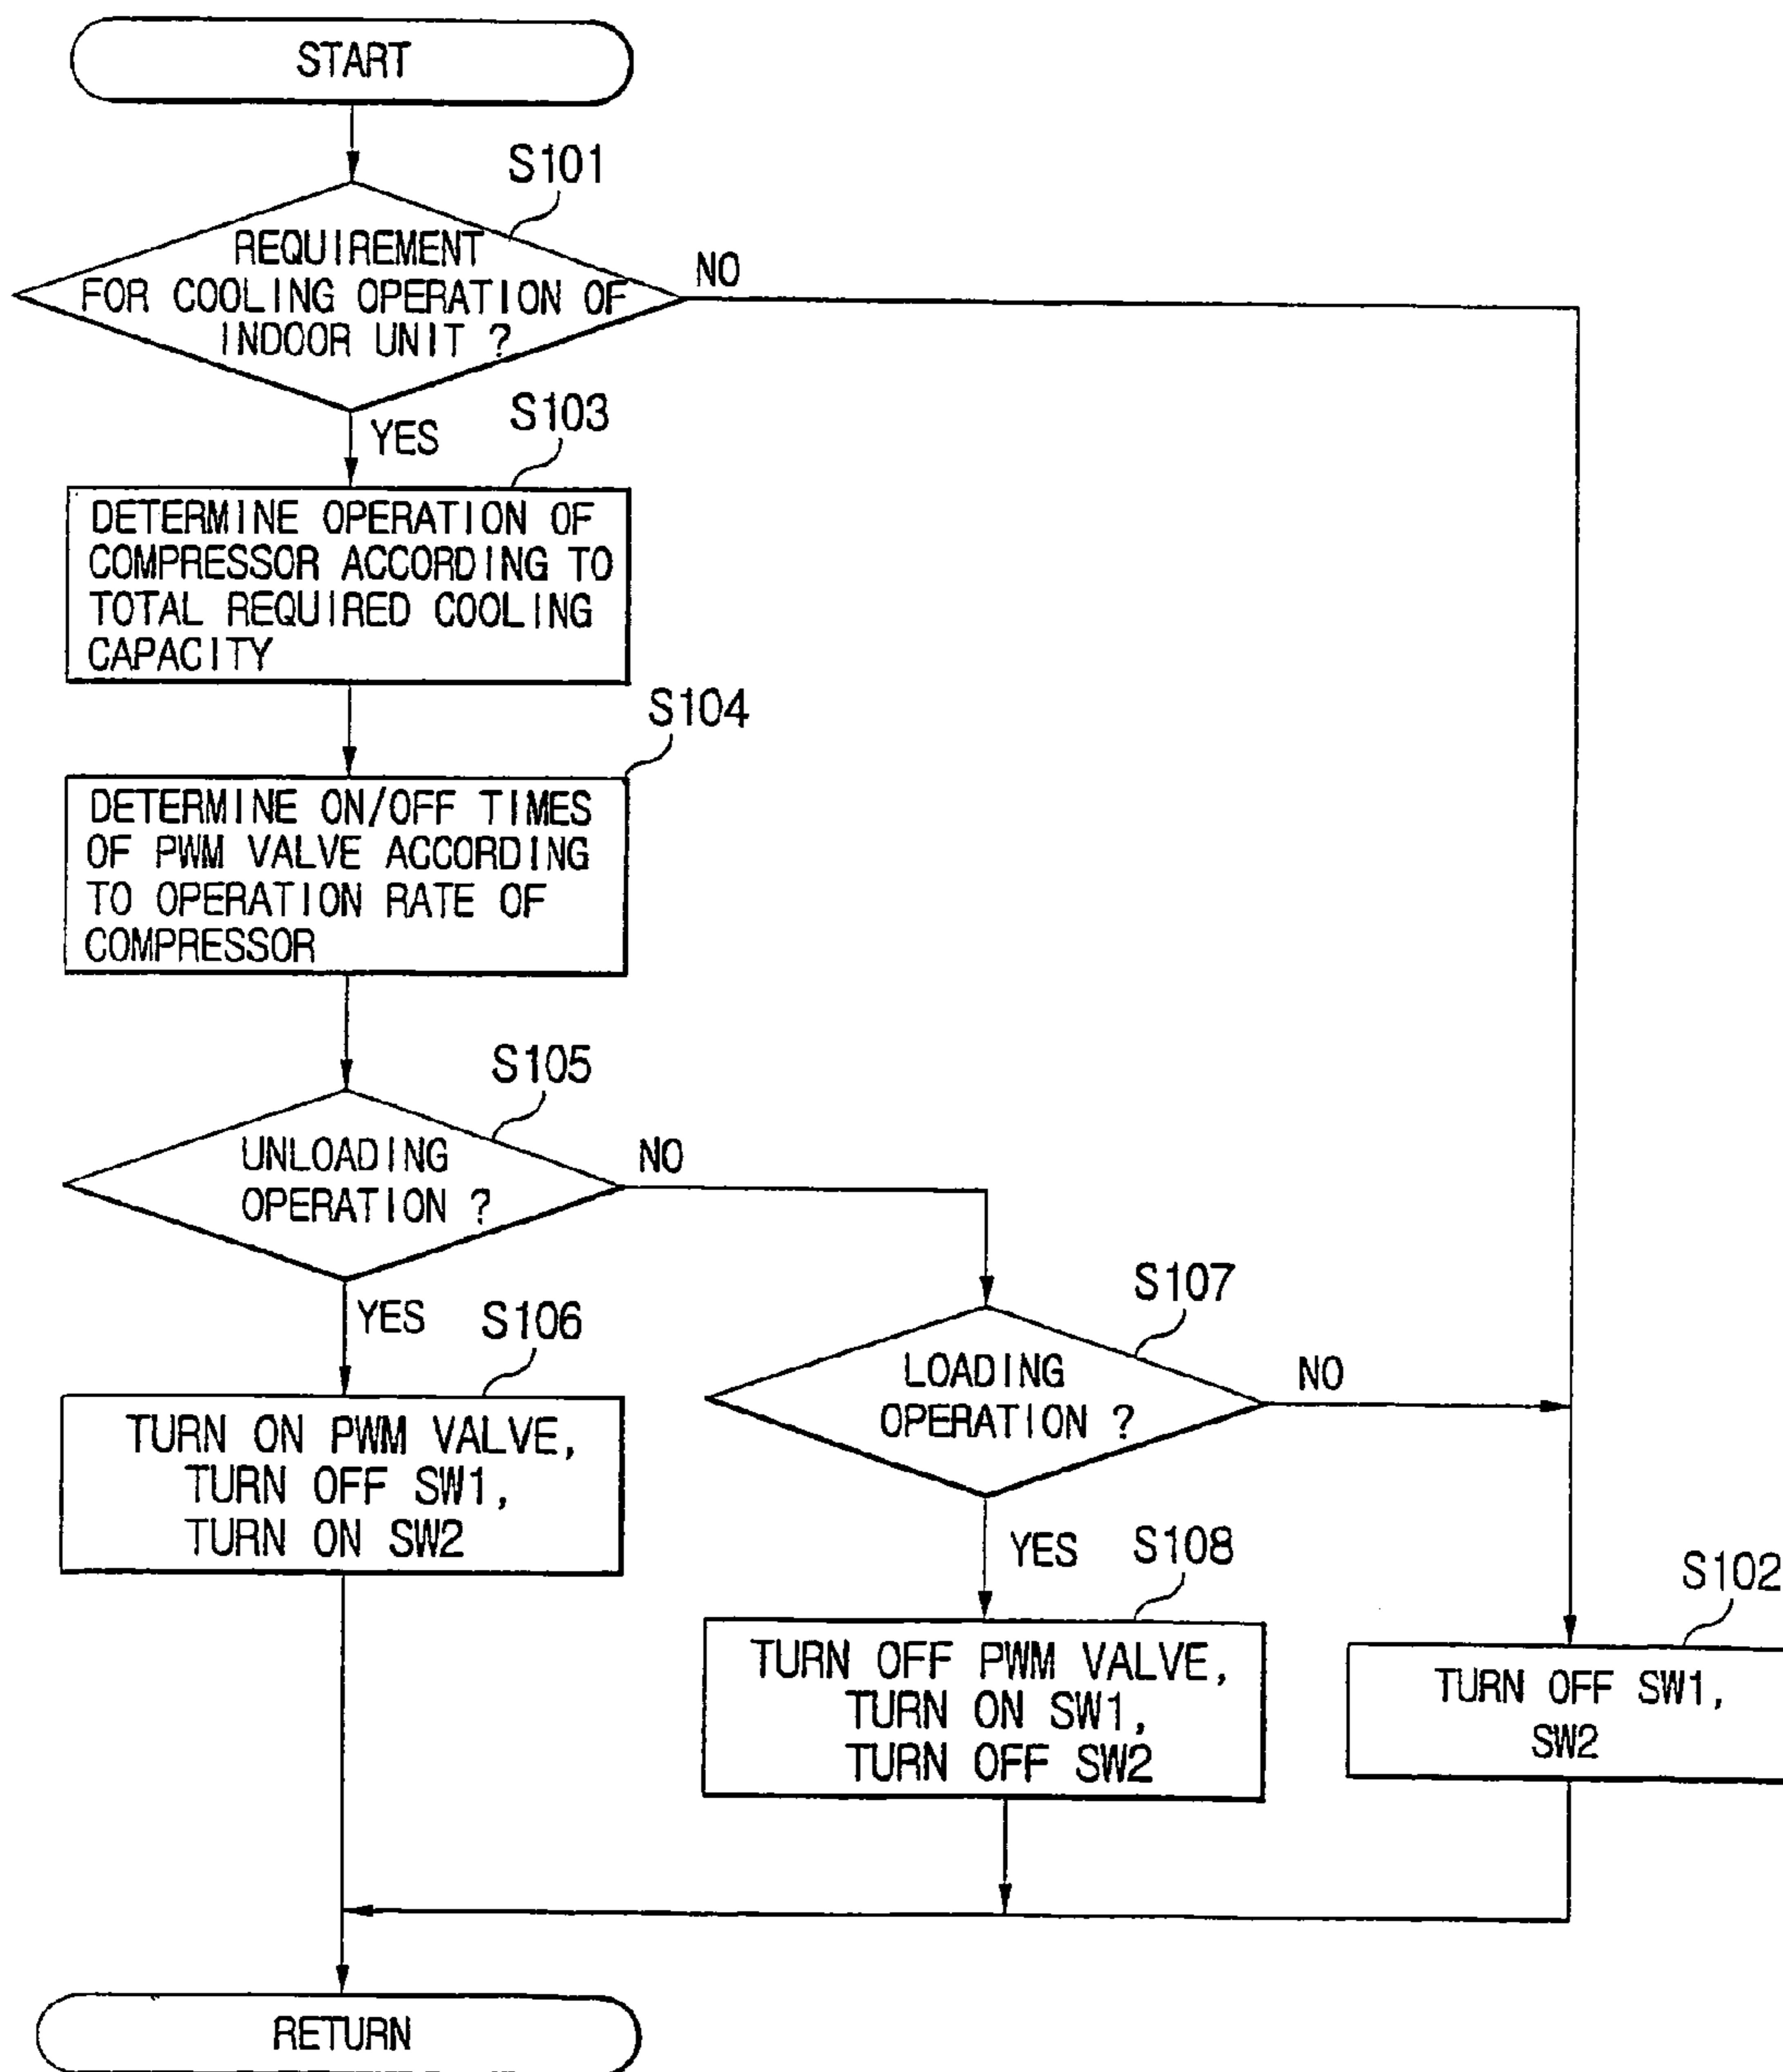 START
S101
REQUIREMENT
FOR COOLING OPERATION OF
INDOOR UNIT ?
NO
YES
S103
DETERMINE OPERATION OF
COMPRESSOR ACCORDING TO
TOTAL REQUIRED COOLING
CAPACITY
S104
DETERMINE ON/OFF TIMES
OF PWM VALVE ACCORDING
TO OPERATION RATE OF
COMPRESSOR
S105
UNLOADING
OPERATION ?
NO
YES
S106
TURN ON PWM VALVE,
TURN OFF SW1,
TURN ON SW2
S107
LOADING
OPERATION ?
NO
YES
S108
TURN OFF PWM VALVE,
TURN ON SW1,
TURN OFF SW2
S102
TURN OFF SW1,
SW2
RETURN